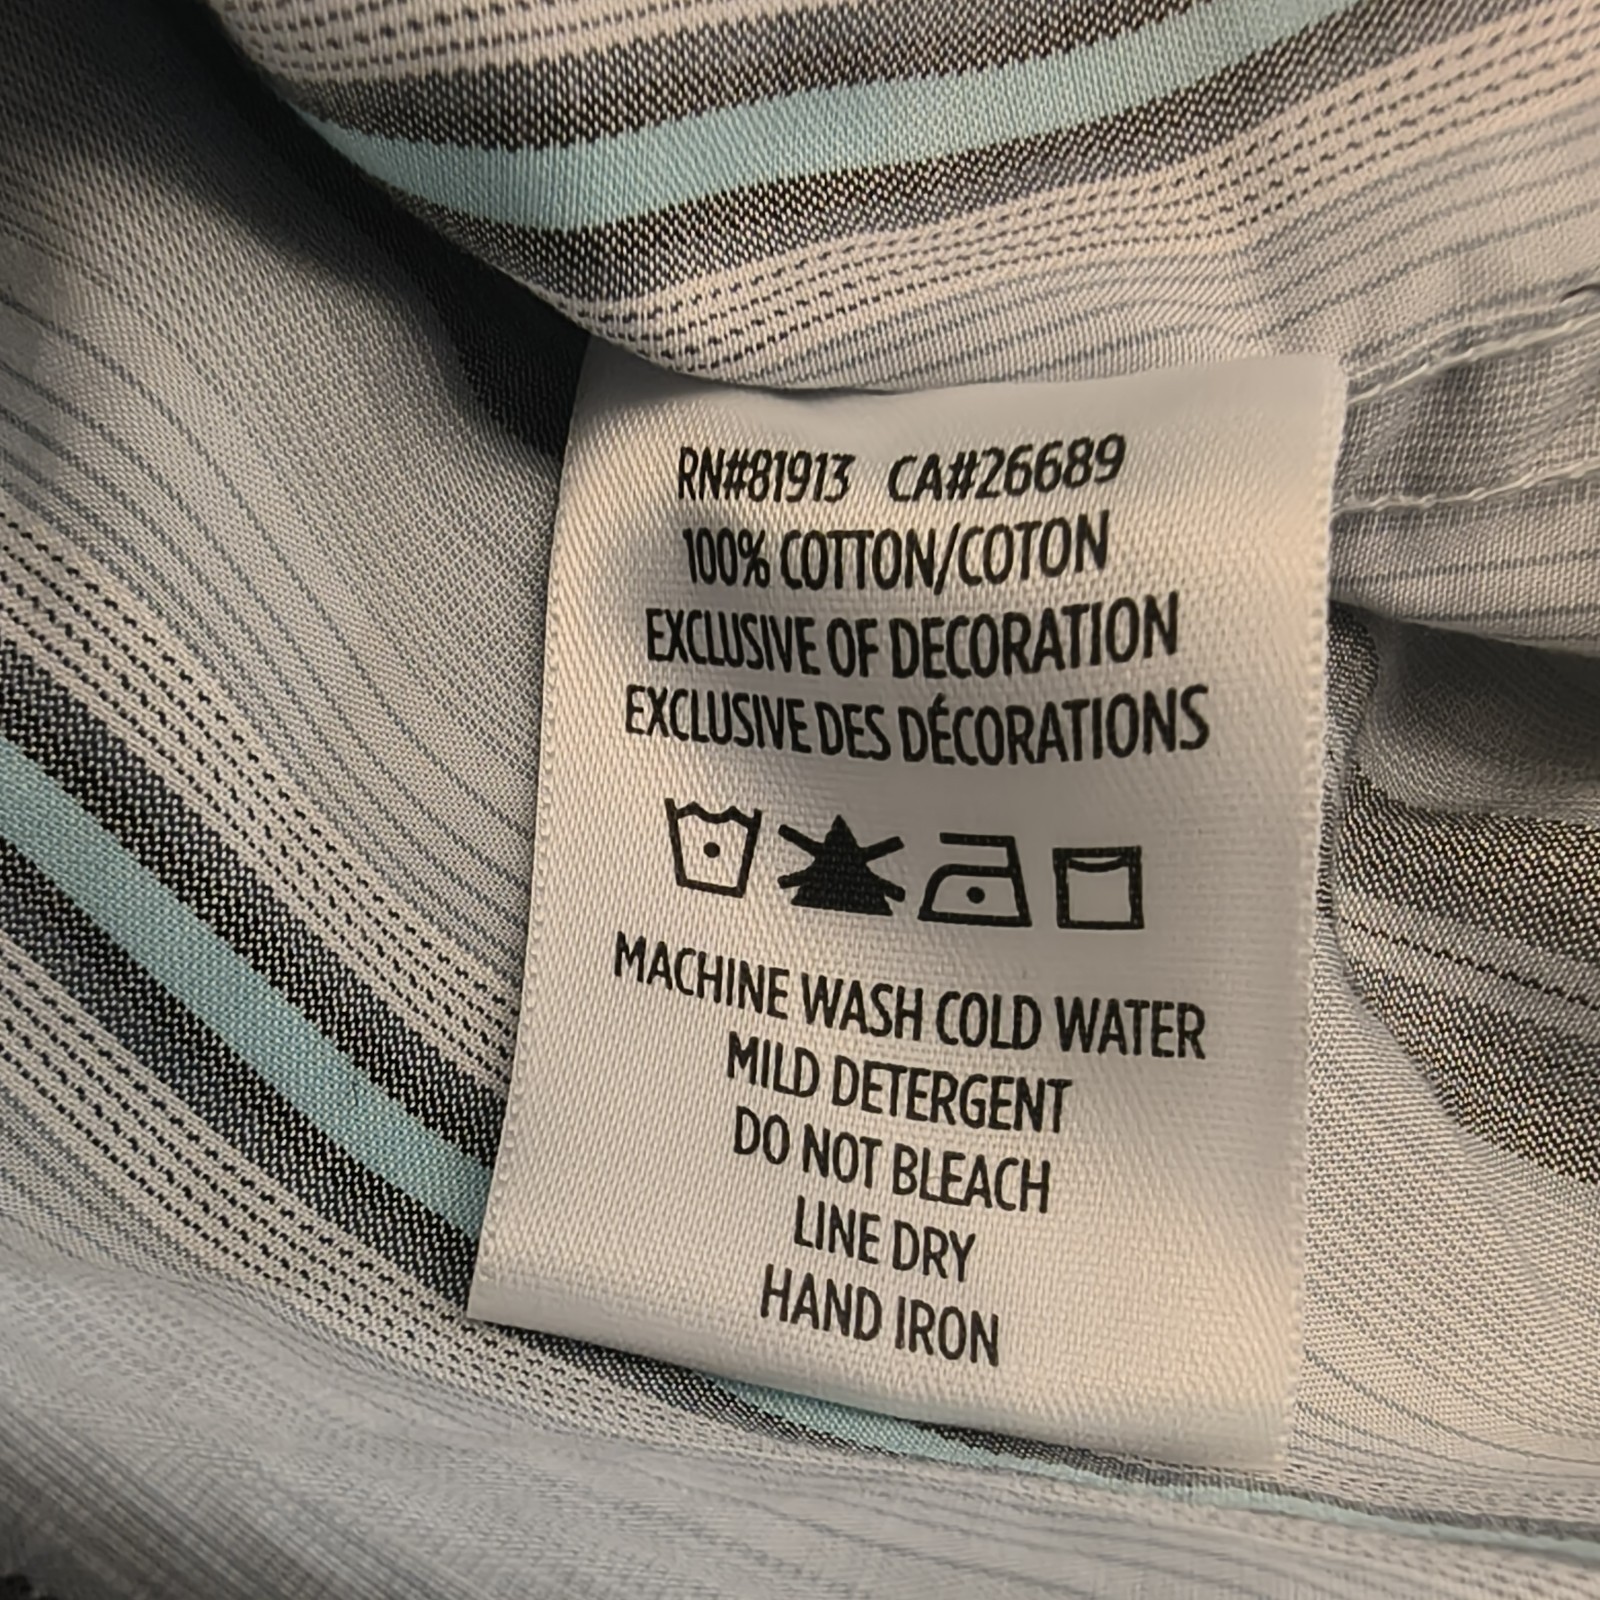 RN#81913 CA#26689
100% COTTON/COTON
EXCLUSIVE OF DECORATION
EXCLUSIVE DES DÉCORATIONS
MACHINE WASH COLD WATER
MILD DETERGENT
DO NOT BLEACH
LINE DRY
HAND IRON